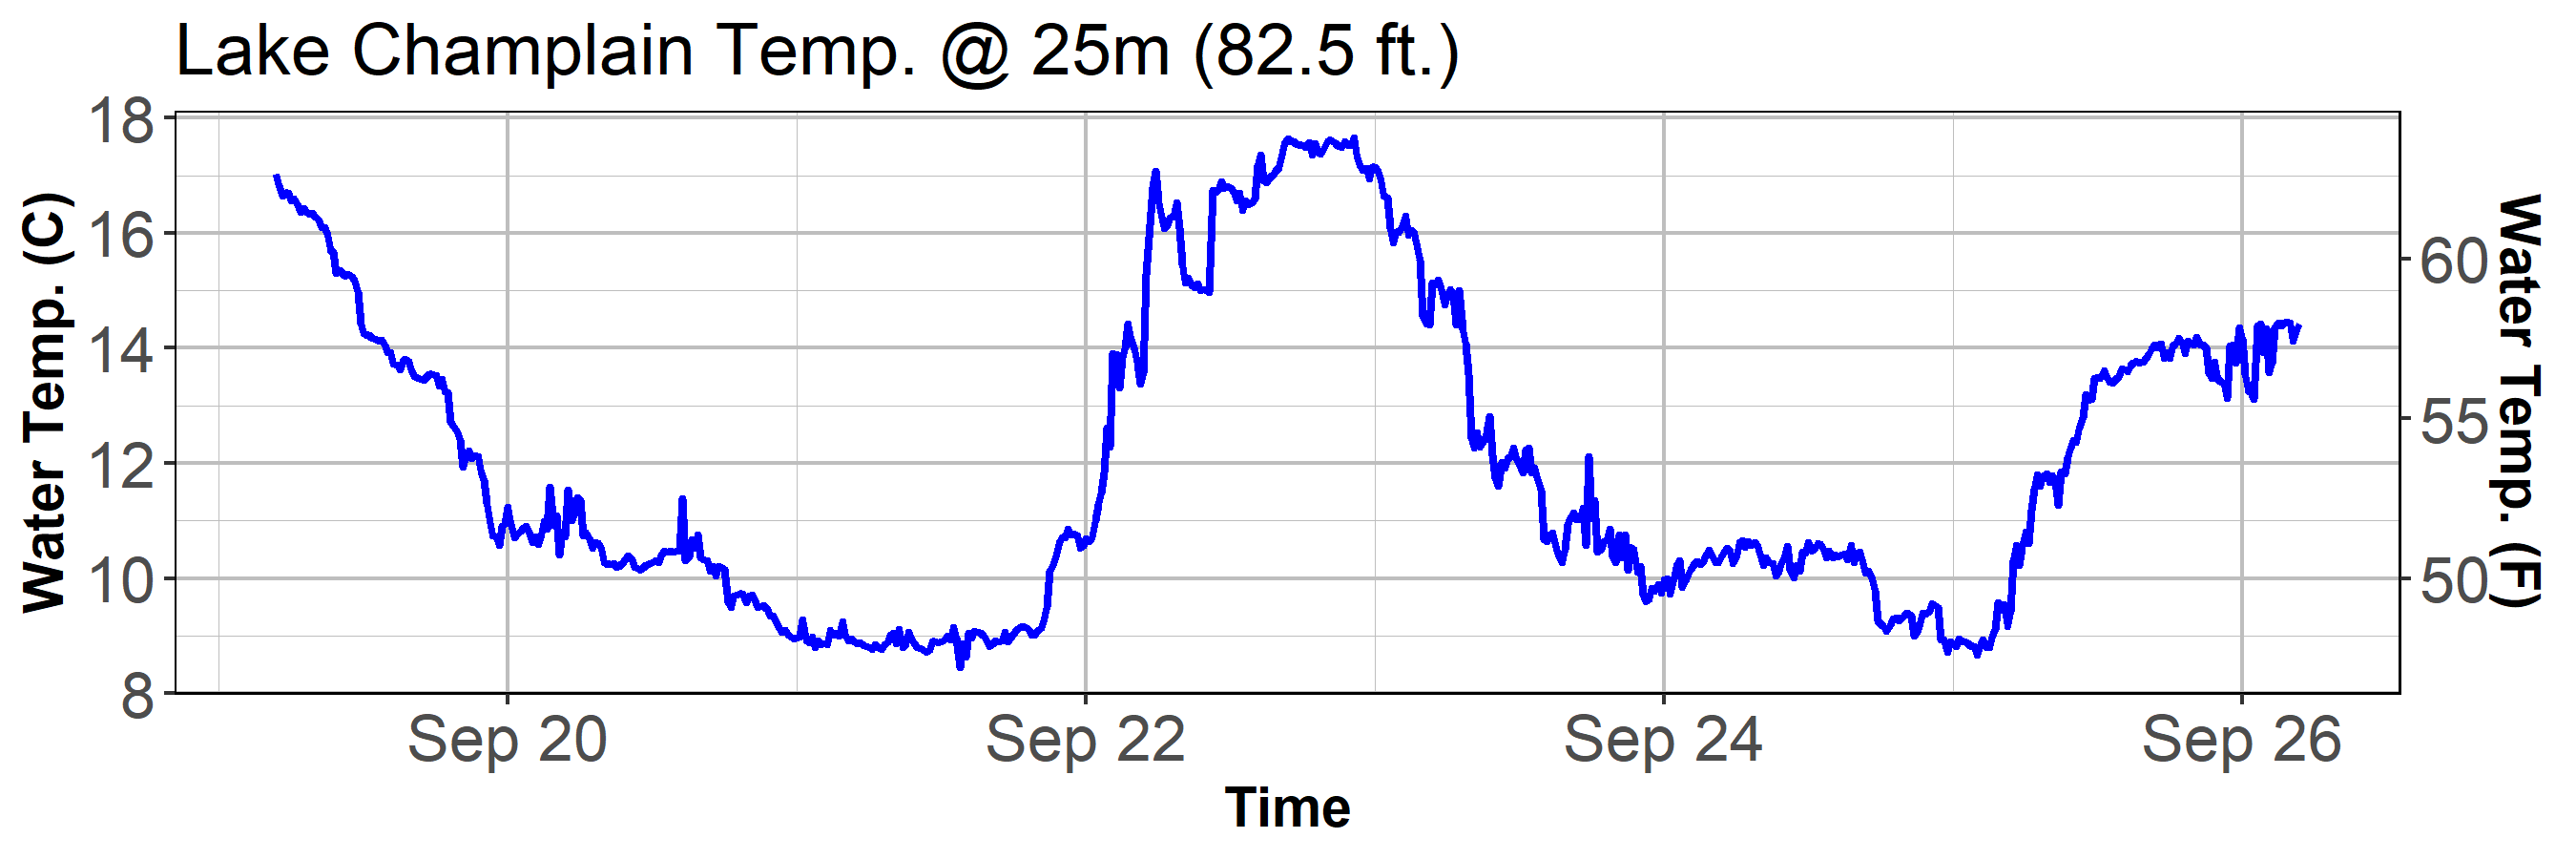 Lake Champlain Temp. @ 25m (82.5 ft.)
Water Temp. (C)
18
16
14
12
10
8
60
55
50
Water Temp. (F)
Sep 20 Sep 22 Sep 24 Sep 26
Time